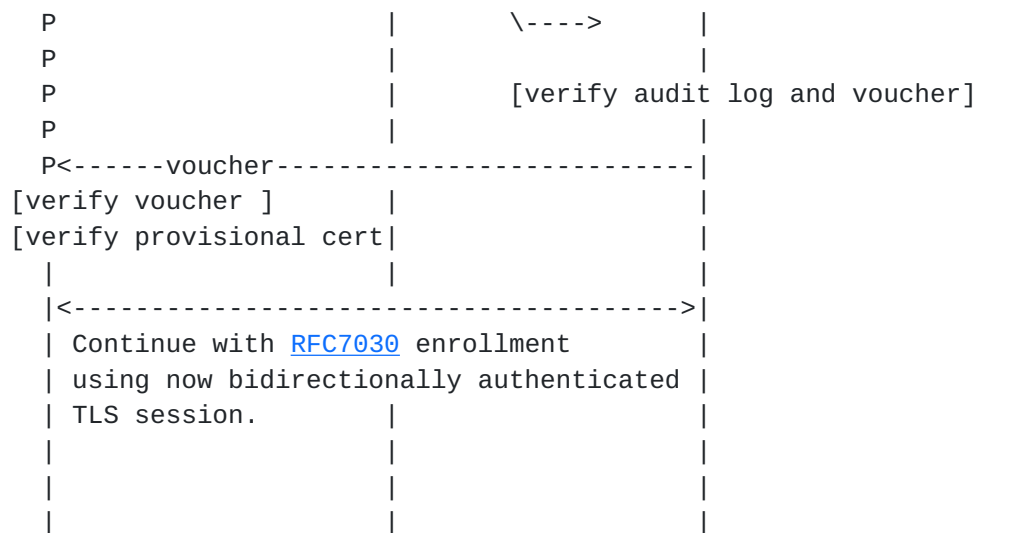 P                     |       \---->      |
P                     |                   |
P                     |       [verify audit log and voucher]
P                     |                   |
P<------voucher---------------------------|
[verify voucher ]       |                   |
[verify provisional cert|                   |
|                     |                   |
|<--------------------------------------->|
| Continue with RFC7030 enrollment        |
| using now bidirectionally authenticated |
| TLS session.        |                   |
|                     |                   |
|                     |                   |
|                     |                   |